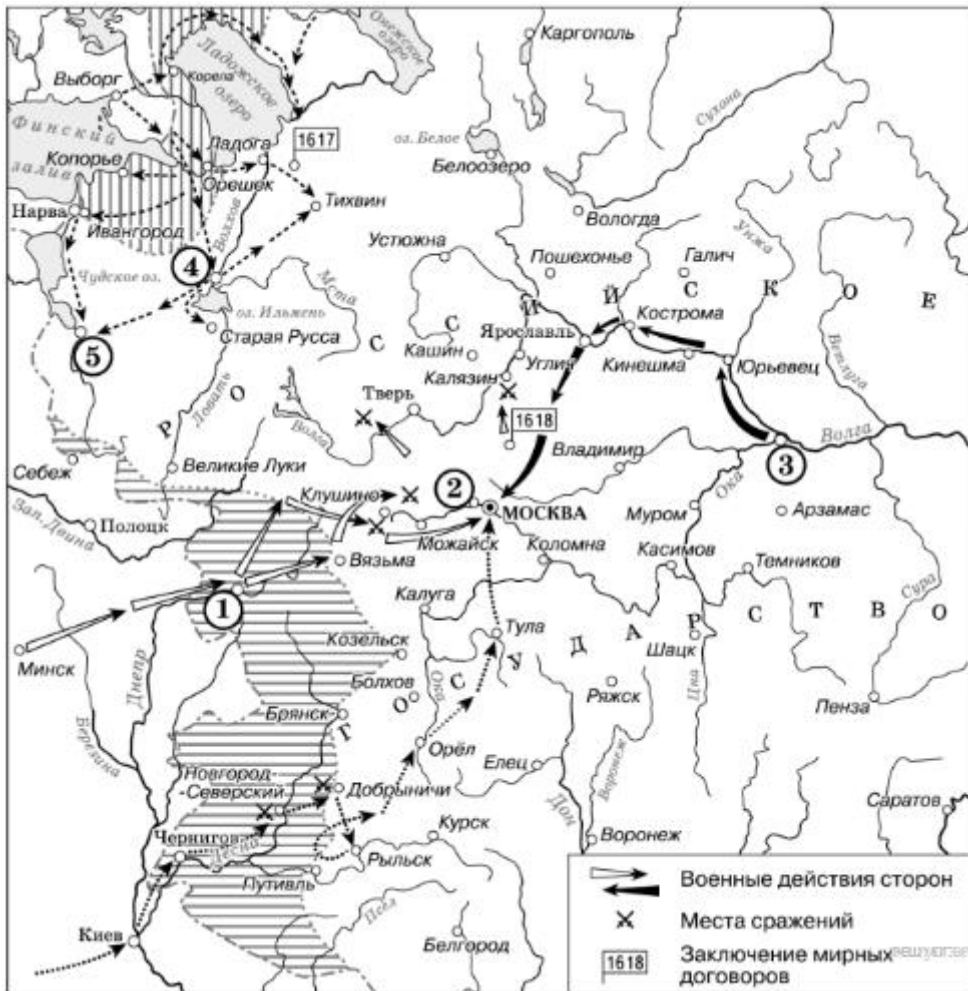 Каргополь
Онежское
озеро
Ладожское
озеро
Сухона
Выборг
Корела
Финский
залив
1617
Ладога
оз. Белое
Белоозеро
Копорье
Орешек
Тихвин
Нарва
Ивангород
Волхов
Вологда
Унжа
Устюжна
Пошехонье
Галич
4
Чудское оз.
Мста
оз. Ильмень
Старая Русса
5
Кострома
Ярославль
Кашин
Углич
Калязин
Кинешма
Юрьевец
Ветлуга
Р О С С И Й С К О Е
Ловать
Тверь
Волга
1618
Владимир
Волга
3
Себеж
Великие Луки
Клушино
2
МОСКВА
Ока
Зап. Двина
Полоцк
Можайск
Муром
Арзамас
Вязьма
Коломна
Касимов
Темников
1
Калуга
Сура
Минск
Днепр
Козельск
Тула
Шацк
Г О С У Д А Р С Т В О
Болхов
Ока
Ряжск
Цна
Пенза
Березина
Брянск
Орёл
Елец
Воронеж
Новгород-
Северский
Добрыничи
Дон
Саратов
Чернигов
Десна
Курск
Рыльск
Воронеж
Путивль
Псел
Киев
Белгород
Военные действия сторон
Места сражений
1618
Заключение мирных
договоров